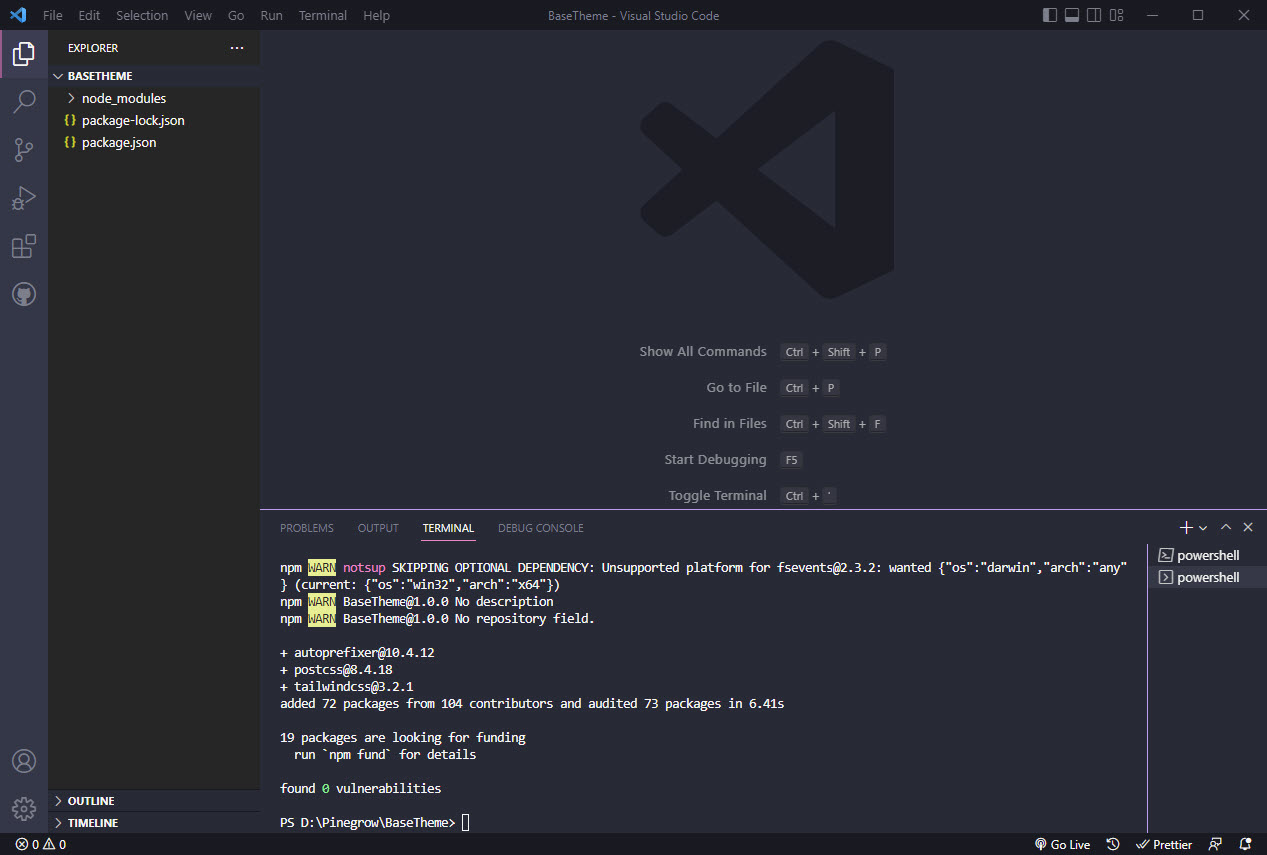 File Edit Selection View Go Run Terminal Help BaseTheme - Visual Studio Code
EXPLORER ...
BASETHEME
node_modules
{} package-lock.json
{} package.json
Show All Commands Ctrl + Shift + P
Go to File Ctrl + P
Find in Files Ctrl + Shift + F
Start Debugging F5
Toggle Terminal Ctrl + `
PROBLEMS OUTPUT TERMINAL DEBUG CONSOLE
npm WARN notsup SKIPPING OPTIONAL DEPENDENCY: Unsupported platform for fsevents@2.3.2: wanted {"os":"darwin","arch":"any"
} (current: {"os":"win32","arch":"x64"})
npm WARN BaseTheme@1.0.0 No description
npm WARN BaseTheme@1.0.0 No repository field.
+ autoprefixer@10.4.12
+ postcss@8.4.18
+ tailwindcss@3.2.1
added 72 packages from 104 contributors and audited 73 packages in 6.41s
19 packages are looking for funding
run `npm fund` for details
found 0 vulnerabilities
PS D:\Pinegrow\BaseTheme>
powershell
powershell
OUTLINE
TIMELINE
0 0 Go Live Prettier